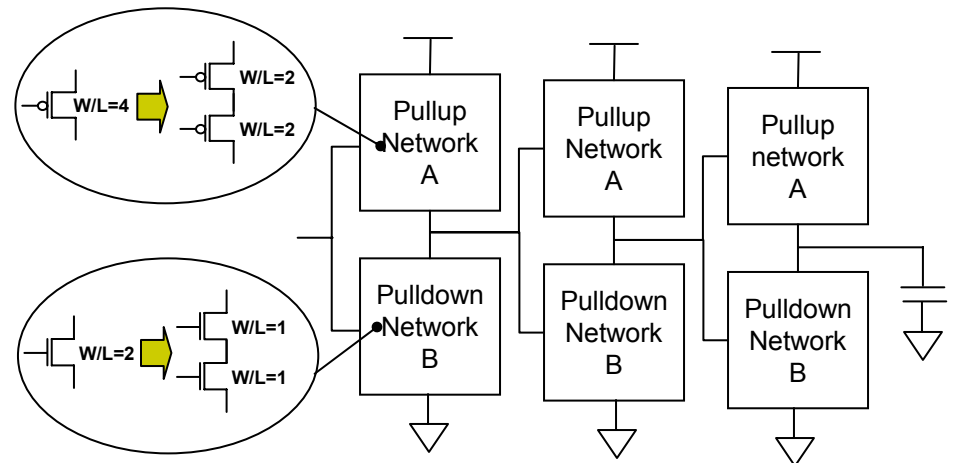 W/L=4
W/L=2
W/L=2
Pullup
Network
A
Pullup
Network
A
Pullup
network
A
W/L=2
W/L=1
W/L=1
Pulldown
Network
B
Pulldown
Network
B
Pulldown
Network
B